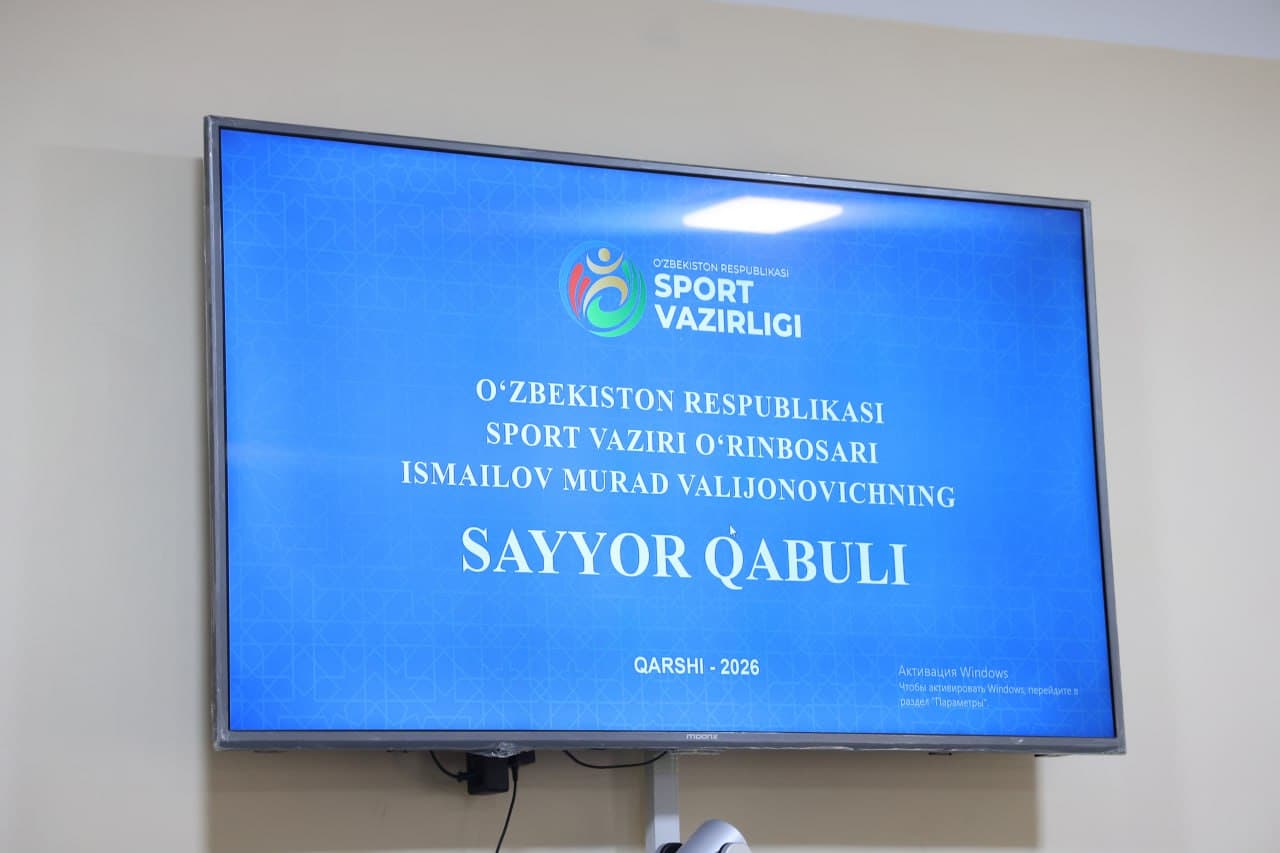 O‘ZBEKISTON RESPUBLIKASI
SPORT
VAZIRLIGI
O‘ZBEKISTON RESPUBLIKASI
SPORT VAZIRI O‘RINBOSARI
ISMAILOV MURAD VALIJONOVICHNING
SAYYOR QABULI
QARSHI - 2026
Активация Windows
Чтобы активировать Windows, перейдите в
раздел "Параметры".
moonx